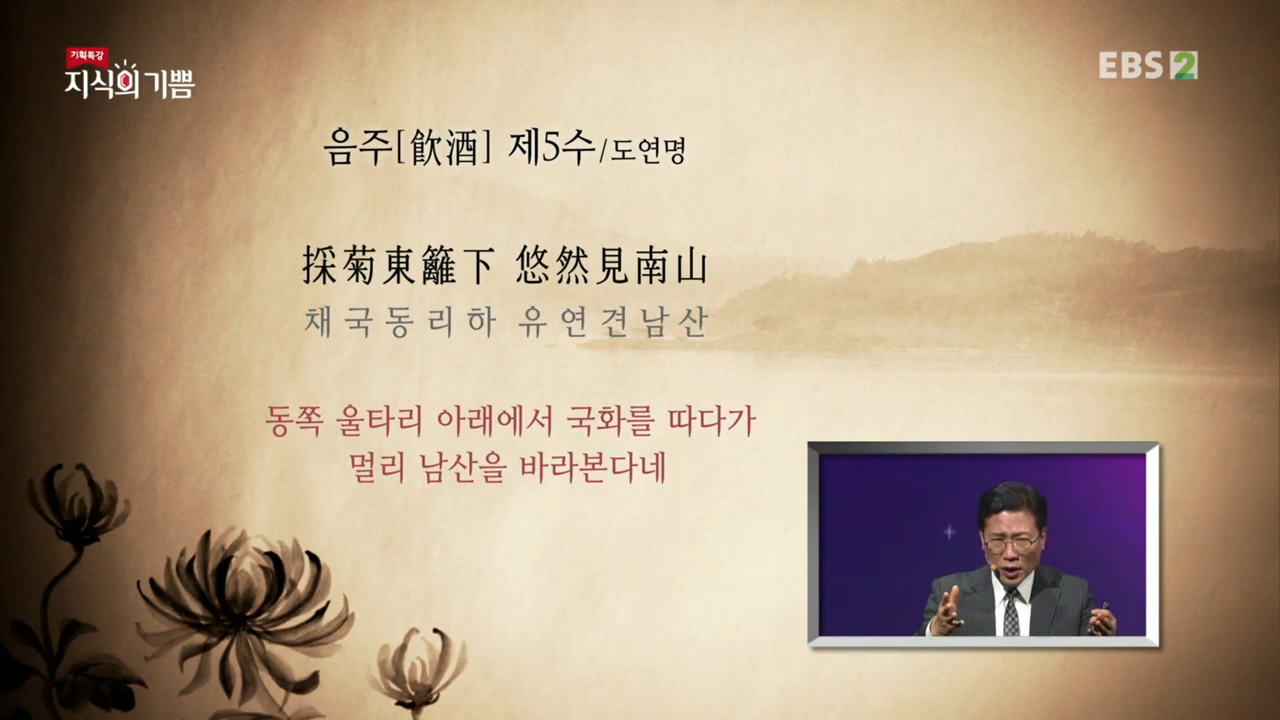 기획특강
지식의 기쁨
EBS 2
음주[飮酒] 제5수/도연명
採菊東籬下 悠然見南山
채국동리하 유연견남산
동쪽 울타리 아래에서 국화를 따다가
멀리 남산을 바라본다네